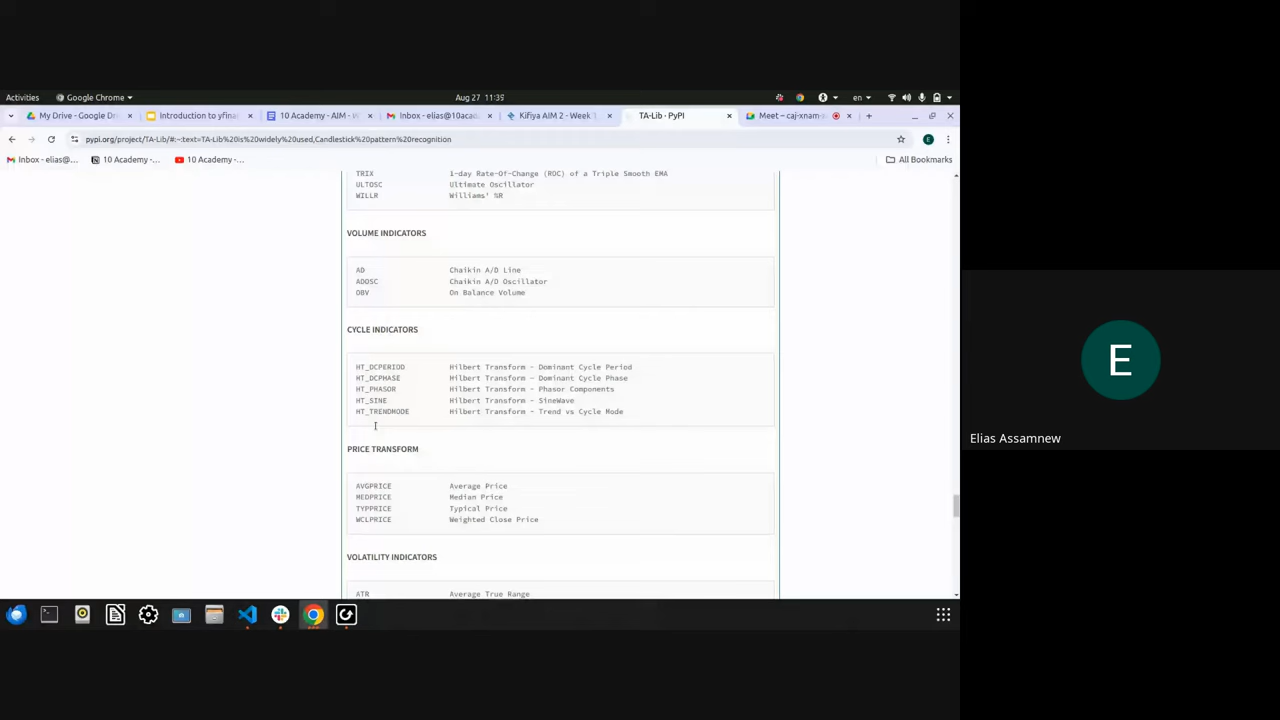 Activities
Google Chrome
Aug 27 11:35
en
My Drive - Google Dri
Introduction to yfinan
10 Academy - AIM - W
Inbox - elias@10acade
Kifiya AIM 2 - Week 1
TA-Lib · PyPI
Meet – caj-xnam-
pypi.org/project/TA-Lib/#:~:text=TA-Lib%20is%20widely%20used,Candlestick%20pattern%20recognition
Inbox - elias@...
10 Academy -...
10 Academy -...
All Bookmarks
TRIX 1-day Rate-Of-Change (ROC) of a Triple Smooth EMA
ULTOSC Ultimate Oscillator
WILLR Williams' %R
VOLUME INDICATORS
AD Chaikin A/D Line
ADOSC Chaikin A/D Oscillator
OBV On Balance Volume
CYCLE INDICATORS
HT_DCPERIOD Hilbert Transform - Dominant Cycle Period
HT_DCPHASE Hilbert Transform - Dominant Cycle Phase
HT_PHASOR Hilbert Transform - Phasor Components
HT_SINE Hilbert Transform - SineWave
HT_TRENDMODE Hilbert Transform - Trend vs Cycle Mode
PRICE TRANSFORM
AVGPRICE Average Price
MEDPRICE Median Price
TYPPRICE Typical Price
WCLPRICE Weighted Close Price
VOLATILITY INDICATORS
ATR Average True Range
E
Elias Assamnew